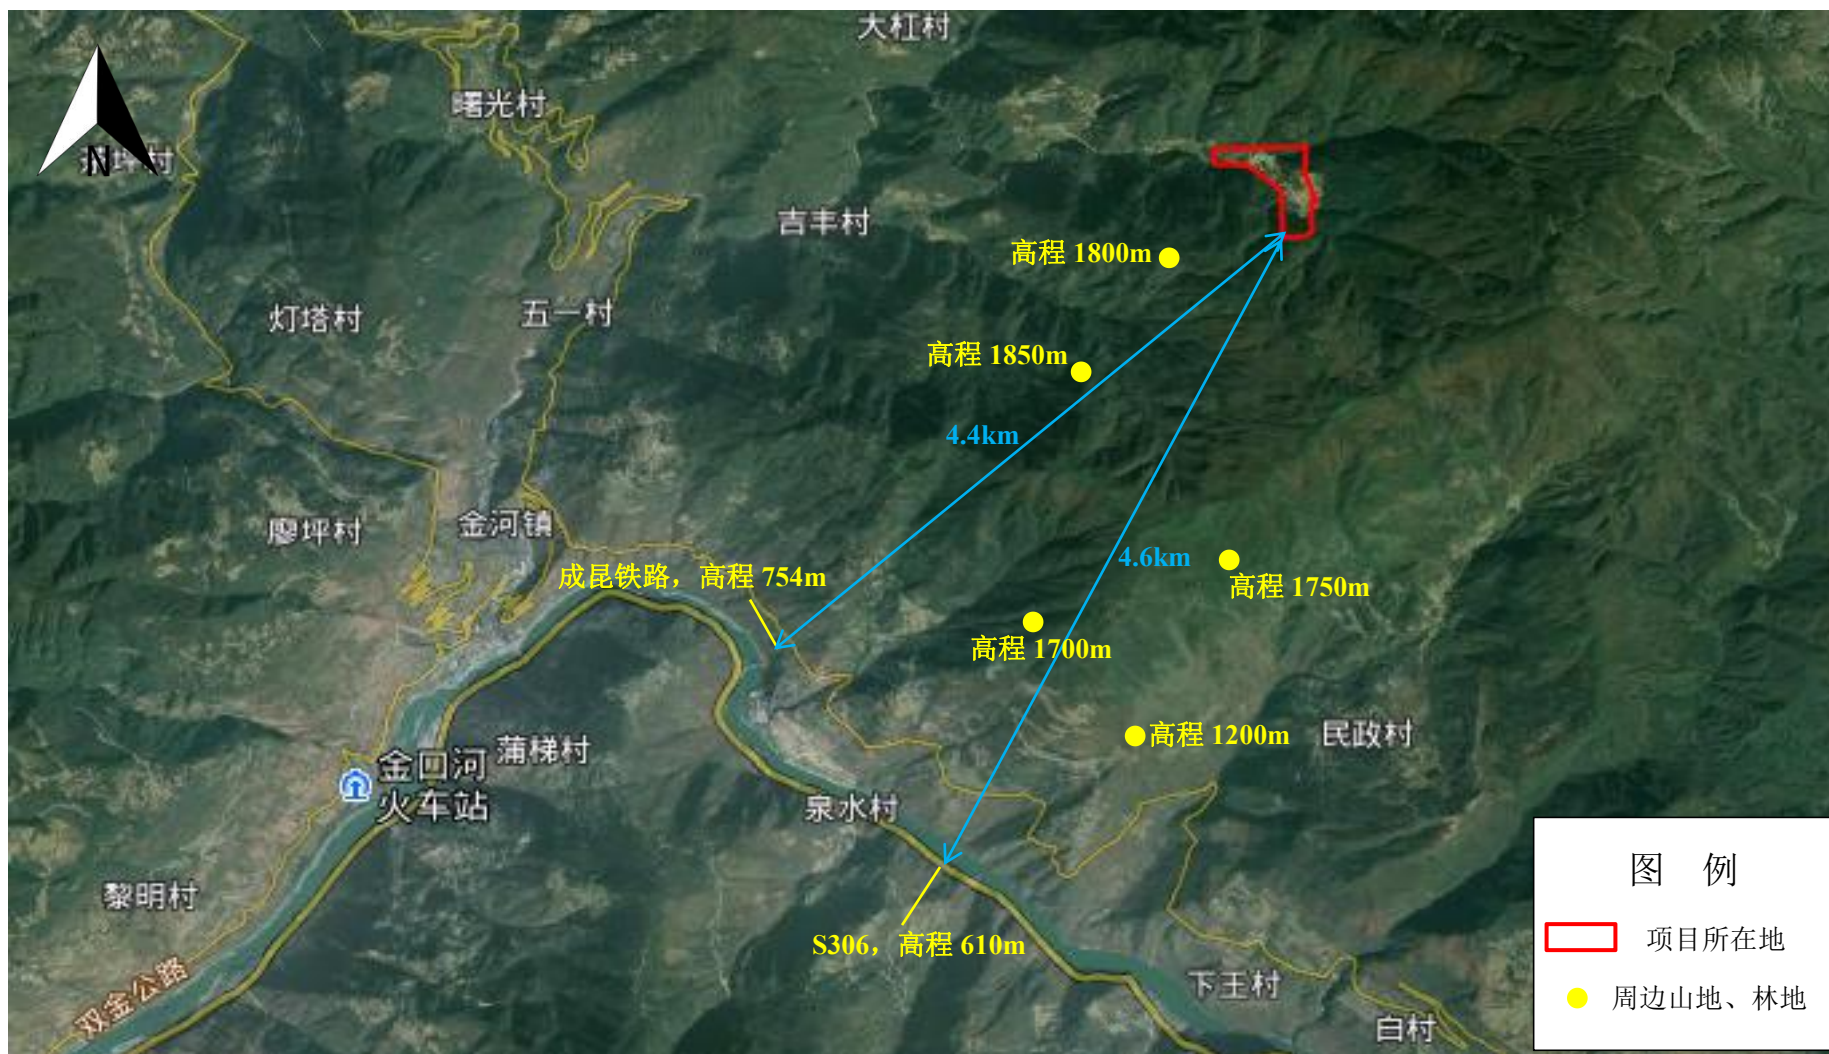 大杠村
曙光村
N
吉丰村
高程 1800m
灯塔村
五一村
高程 1850m
4.4km
廖坪村
金河镇
4.6km
成昆铁路，高程 754m
高程 1750m
高程 1700m
民政村
高程 1200m
蒲梯村
金口河
火车站
泉水村
黎明村
S306，高程 610m
双金公路
下王村
白村
图 例
项目所在地
周边山地、林地